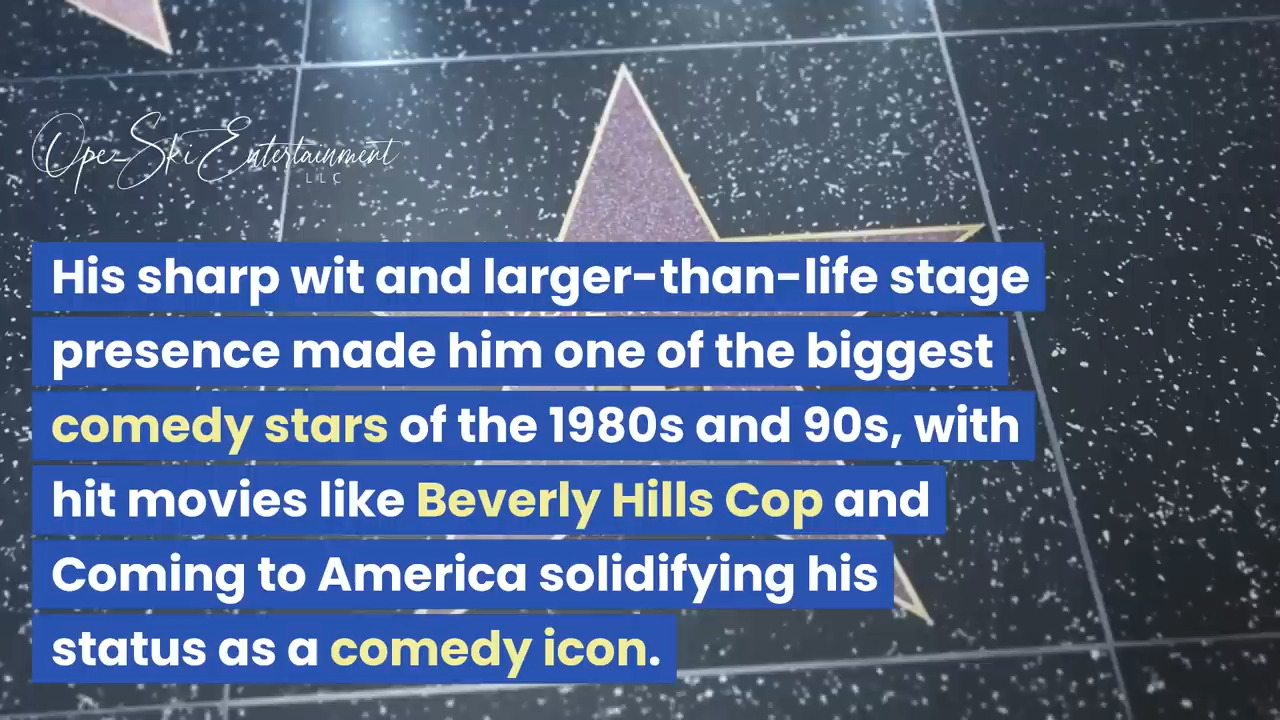 Ope-Ski Entertainment
LLC
His sharp wit and larger-than-life stage
presence made him one of the biggest
comedy stars of the 1980s and 90s, with
hit movies like Beverly Hills Cop and
Coming to America solidifying his
status as a comedy icon.